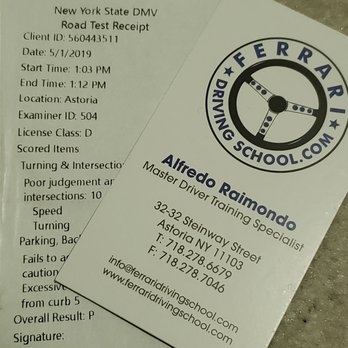 New York State DMV
Road Test Receipt
Client ID: 560443511
Date: 5/1/2019
Start Time: 1:03 PM
End Time: 1:12 PM
Location: Astoria
Examiner ID: 504
License Class: D
Scored Items
Turning & Intersection
Poor judgement
intersections: 10
Speed
Turning
Parking,
Fails to
caution
Excessive
from curb 5
Overall Result: P
Signature:
FERRARI
DRIVING SCHOOL.COM
Alfredo Raimondo
Master Driver Training Specialist
32-32 Steinway Street
Astoria NY 11103
T: 718.278.6679
F: 718.278.7046
info@ferraridrivingschool.com
www.ferraridrivingschool.com